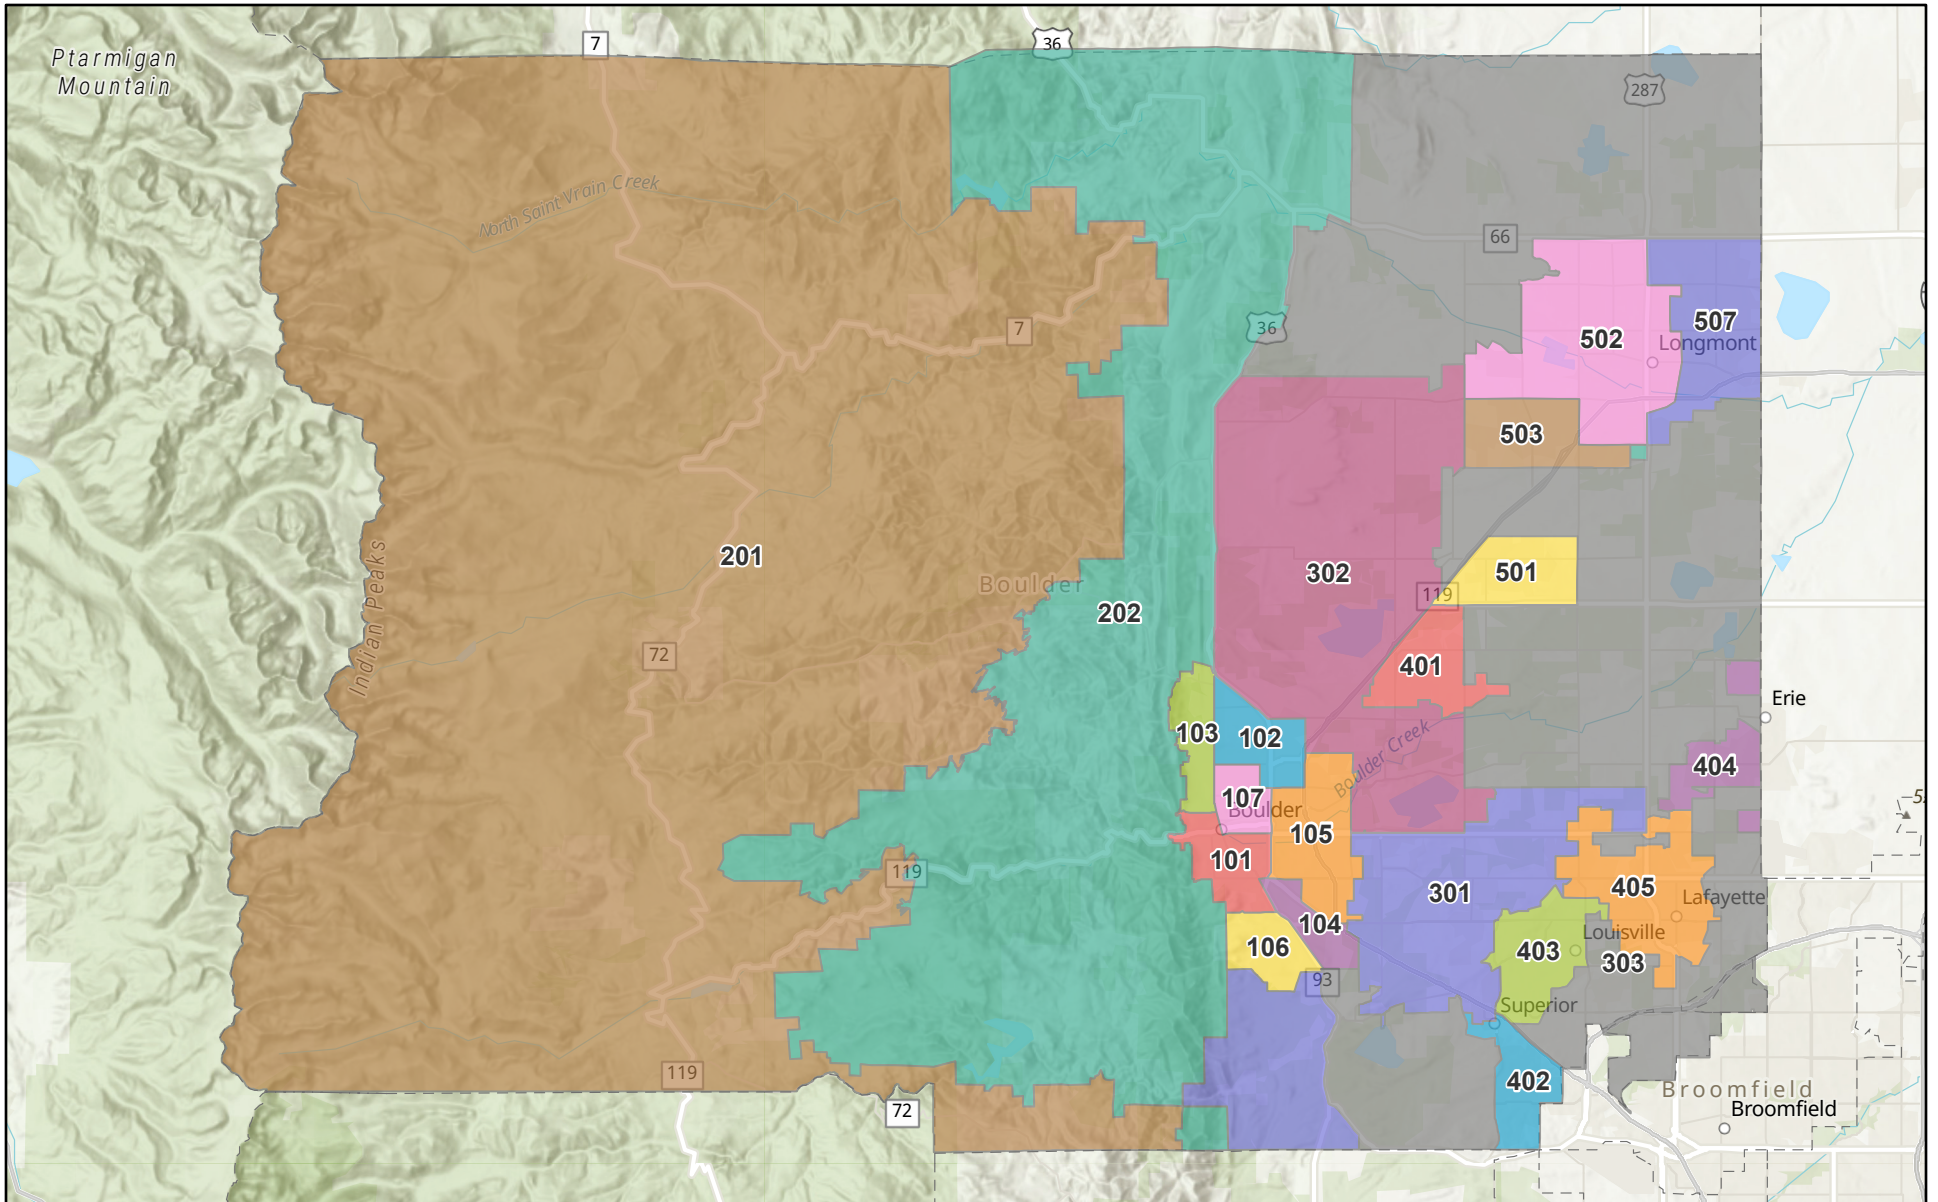 7
36
Ptarmigan
Mountain
287
North Saint Vrain Creek
66
7
36
502
507
Longmont
503
201
Boulder
202
302
501
119
Indian Peaks
72
401
Erie
103
102
Boulder Creek
404
107
Boulder
105
101
119
301
405
Lafayette
104
106
403
Louisville
303
93
Superior
119
402
72
Broomfield
Broomfield